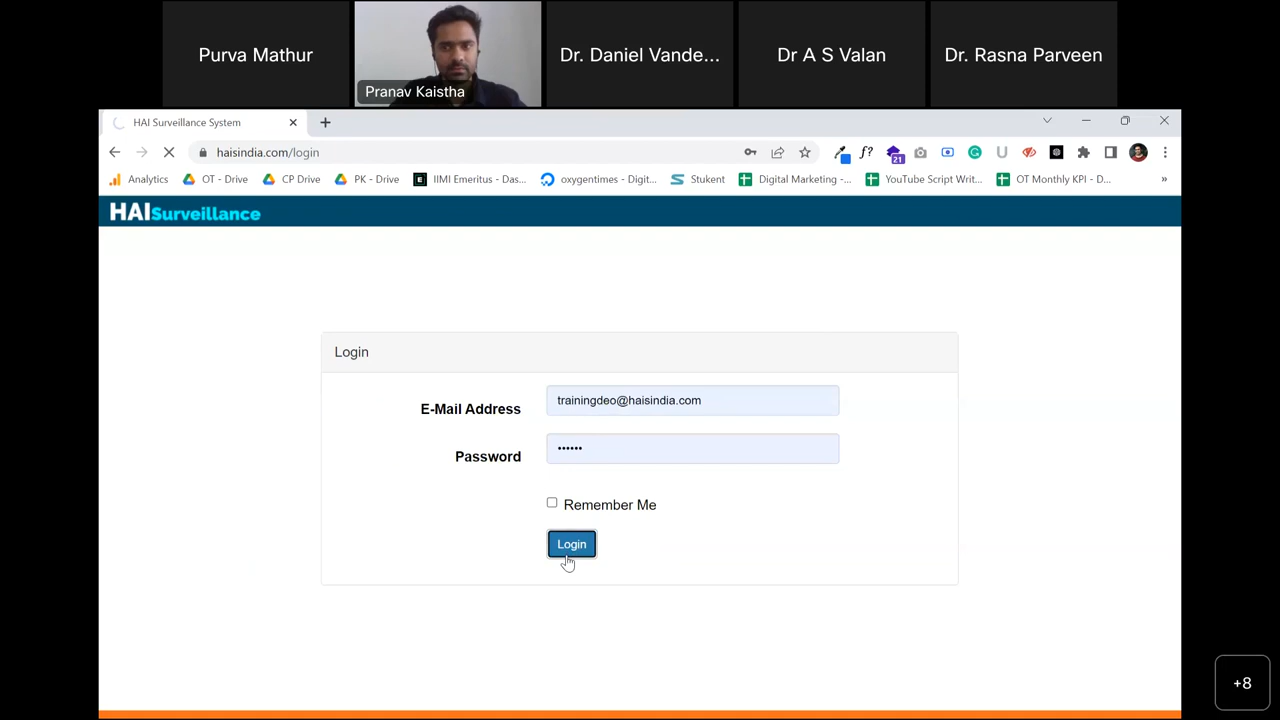 Purva Mathur
Pranav Kaistha
Dr. Daniel Vande...
Dr A S Valan
Dr. Rasna Parveen
HAI Surveillance System
haisindia.com/login
f?
21
Analytics
OT - Drive
CP Drive
PK - Drive
E
IIMI Emeritus - Das...
oxygentimes - Digit...
Stukent
Digital Marketing -...
YouTube Script Writ...
OT Monthly KPI - D...
»
HAISurveillance
Login
E-Mail Address
trainingdeo@haisindia.com
Password
••••••
Remember Me
Login
+8